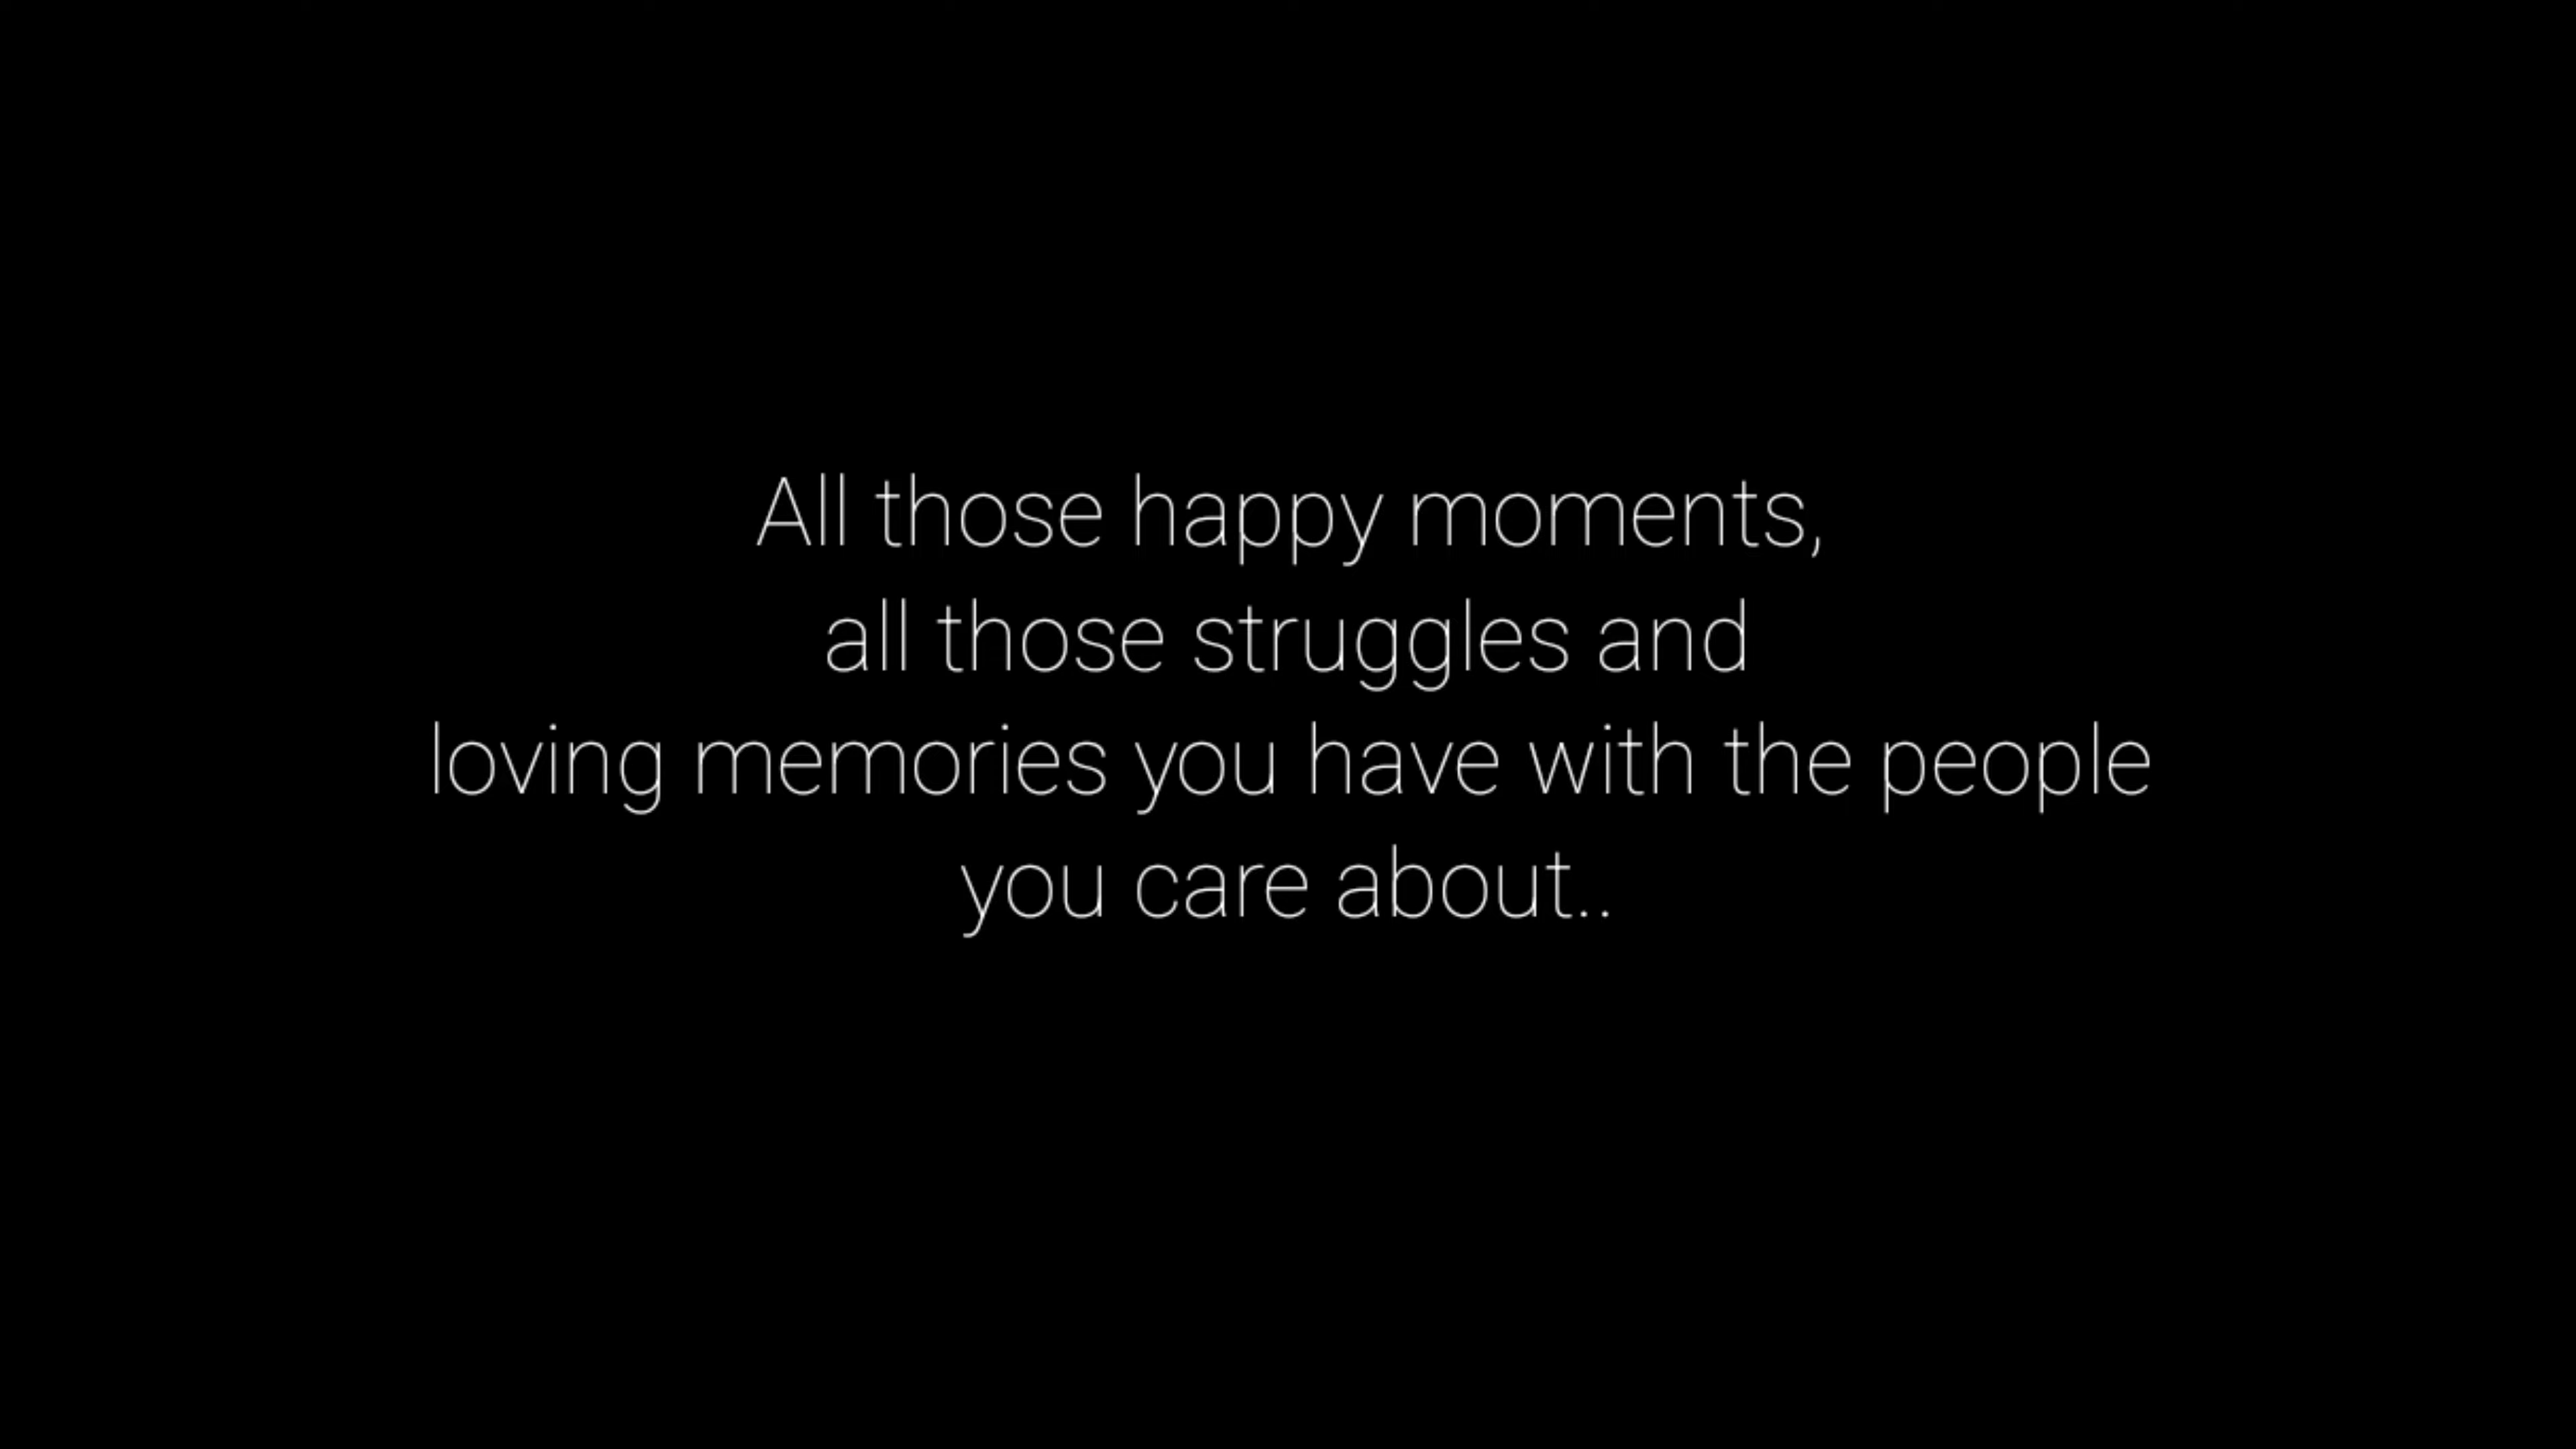 All those happy moments,
all those struggles and
loving memories you have with the people
you care about..